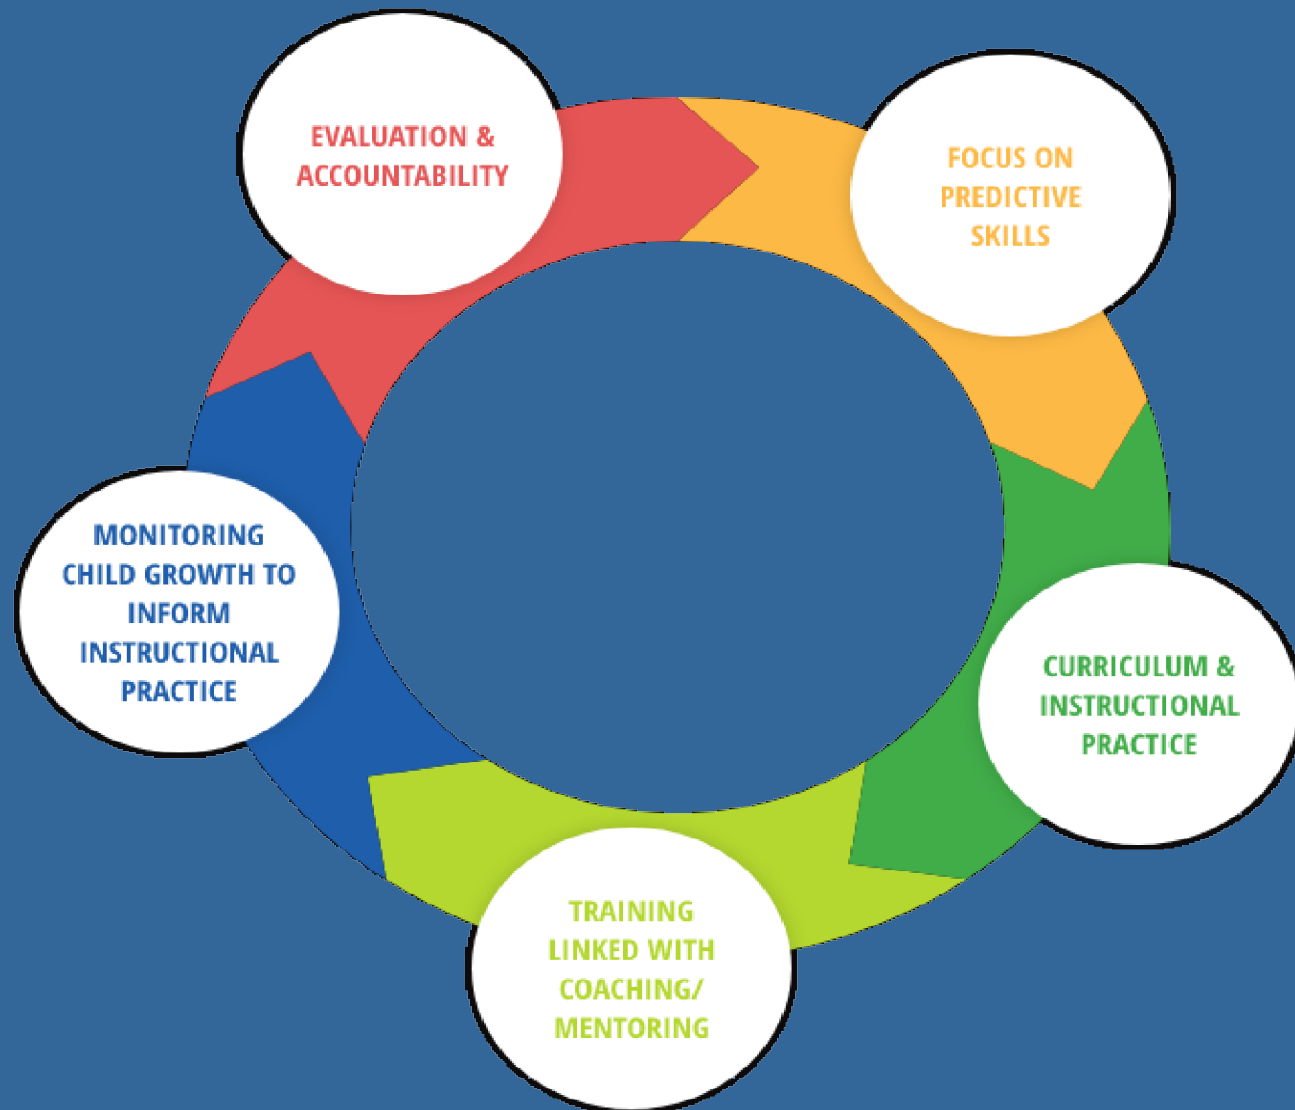 EVALUATION &
ACCOUNTABILITY
FOCUS ON
PREDICTIVE
SKILLS
CURRICULUM &
INSTRUCTIONAL
PRACTICE
TRAINING
LINKED WITH
COACHING/
MENTORING
MONITORING
CHILD GROWTH TO
INFORM
INSTRUCTIONAL
PRACTICE